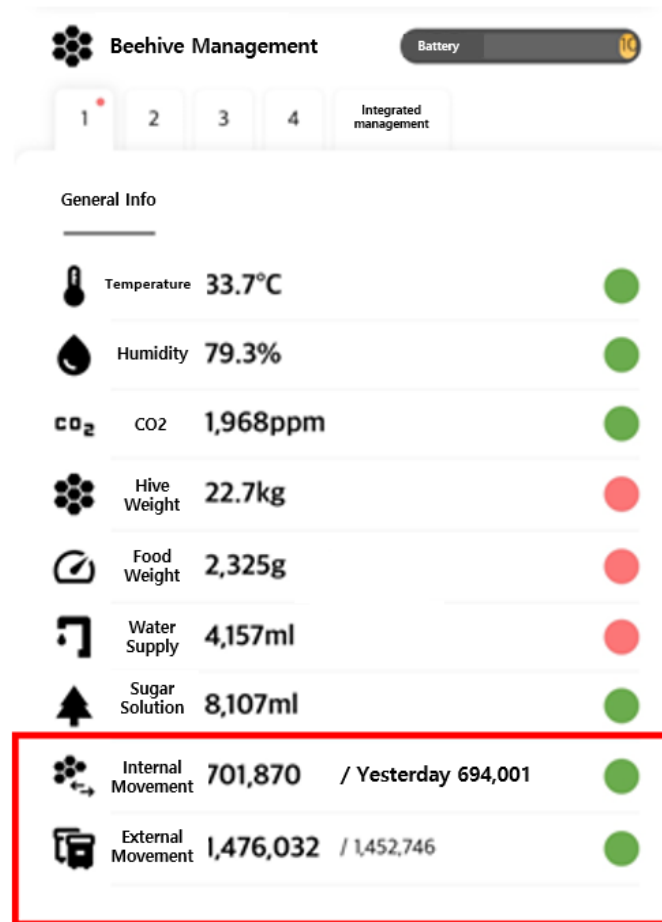 Beehive Management
Battery
10
1
2
3
4
Integrated
management
General Info
Temperature 33.7°C
Humidity 79.3%
CO2 CO2 1,968ppm
Hive
Weight 22.7kg
Food
Weight 2,325g
Water
Supply 4,157ml
Sugar
Solution 8,107ml
Internal
Movement 701,870 / Yesterday 694,001
External
Movement 1,476,032 / 1,452,746